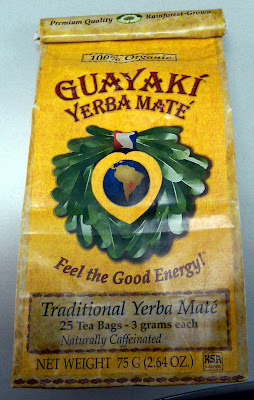 Premium Quality Rainforest-Grown
100% Organic
GUAYAKÍ
YERBA MATÉ
Feel the Good Energy!
Traditional Yerba Maté
25 Tea Bags - 3 grams each
Naturally Caffeinated
NET WEIGHT 75 G (2.64 OZ.)
KSA